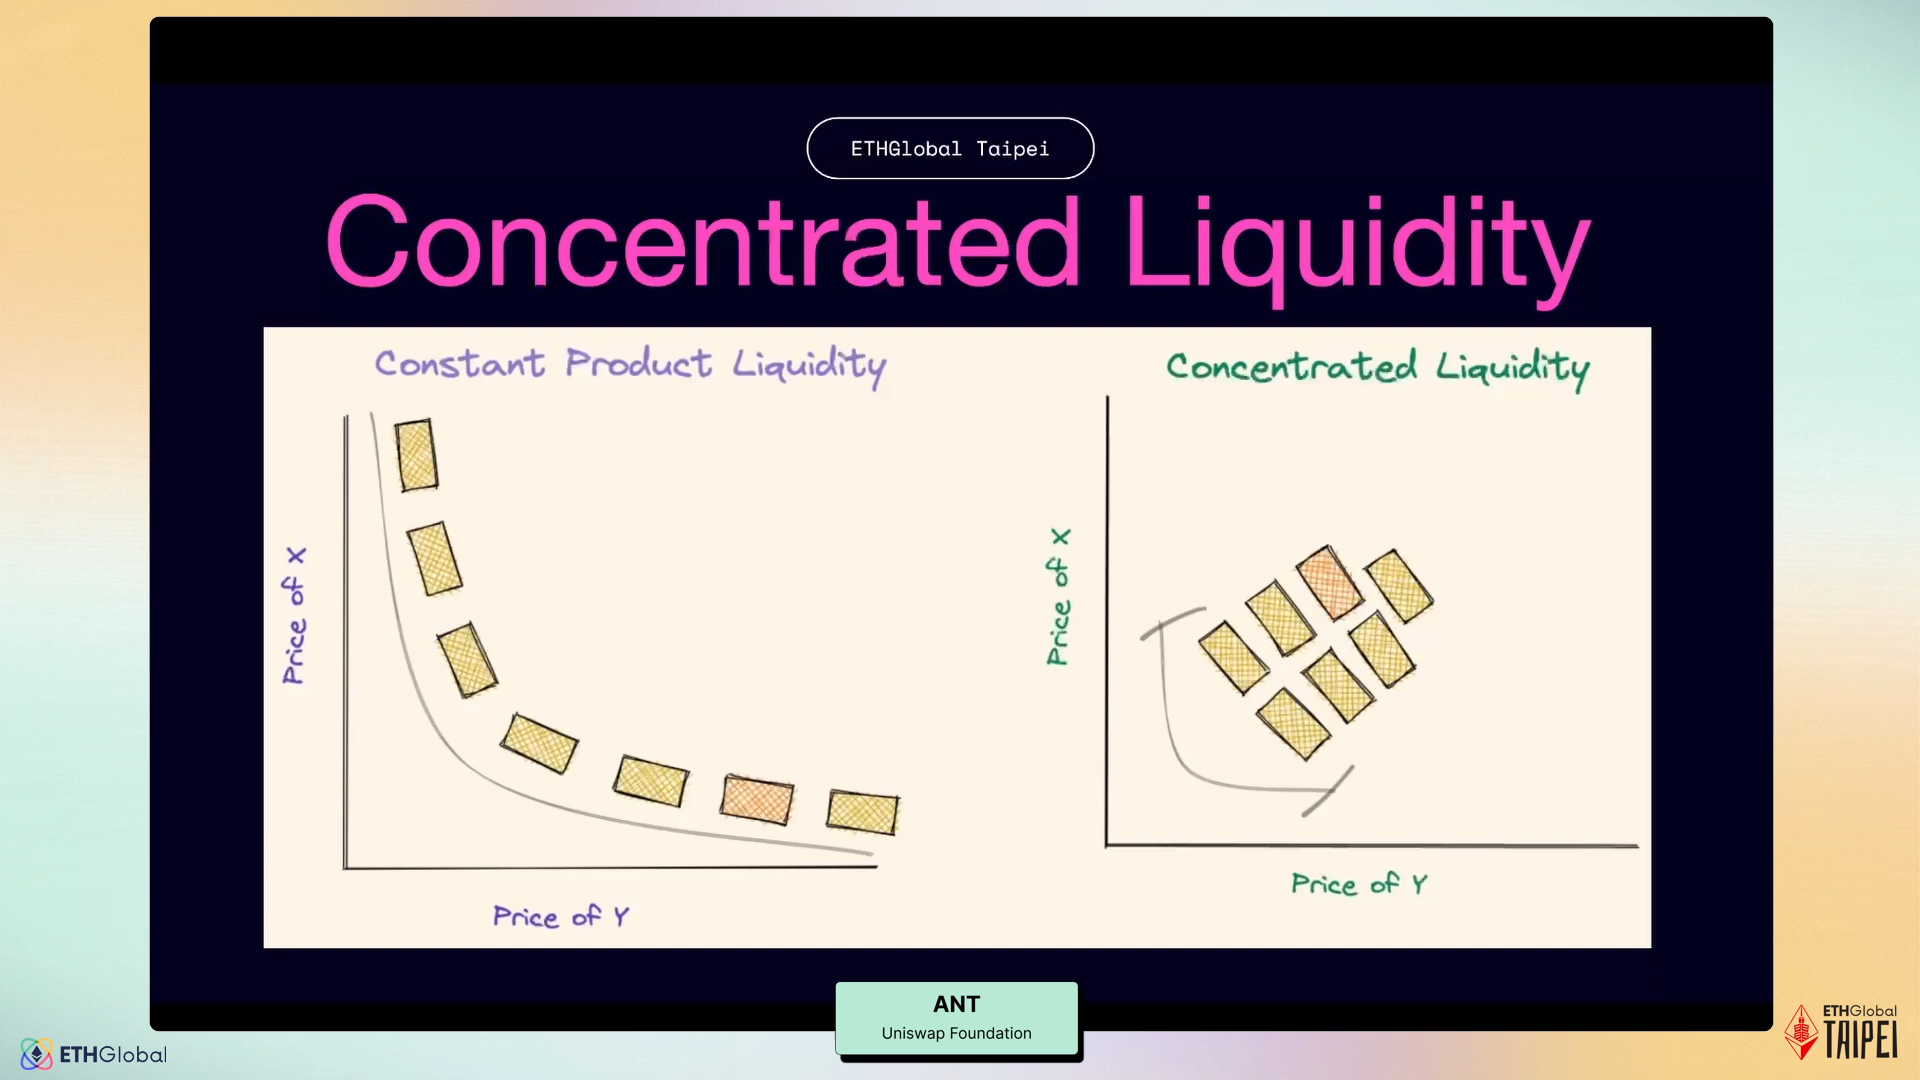 ETHGlobal Taipei
Concentrated Liquidity
Constant Product Liquidity
Price of X
Price of Y
Concentrated Liquidity
Price of X
Price of Y
ANT
Uniswap Foundation
ETHGlobal
ETHGlobal
TAIPEI